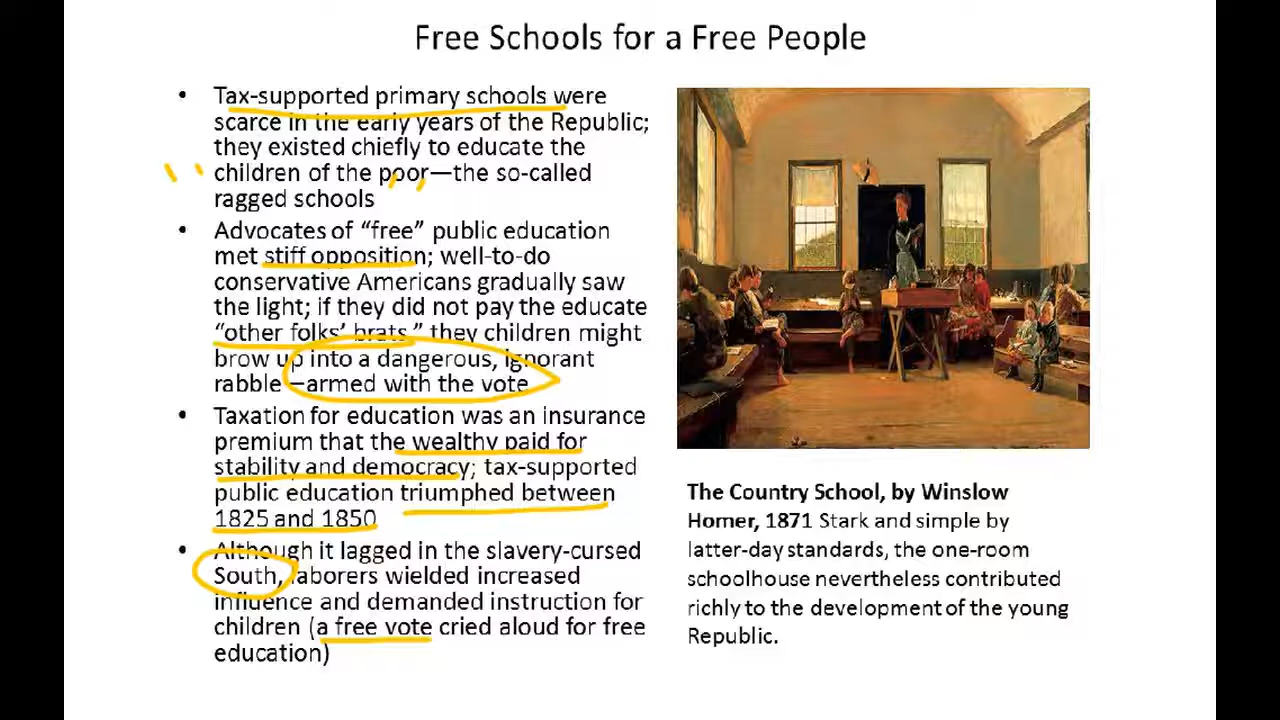 Free Schools for a Free People
• Tax-supported primary schools were
scarce in the early years of the Republic;
they existed chiefly to educate the
children of the poor—the so-called
ragged schools
• Advocates of “free” public education
met stiff opposition; well-to-do
conservative Americans gradually saw
the light; if they did not pay the educate
“other folks’ brats,” they children might
brow up into a dangerous, ignorant
rabble –armed with the vote
• Taxation for education was an insurance
premium that the wealthy paid for
stability and democracy; tax-supported
public education triumphed between
1825 and 1850
• Although it lagged in the slavery-cursed
South, laborers wielded increased
influence and demanded instruction for
children (a free vote cried aloud for free
education)
The Country School, by Winslow
Homer, 1871 Stark and simple by
latter-day standards, the one-room
schoolhouse nevertheless contributed
richly to the development of the young
Republic.